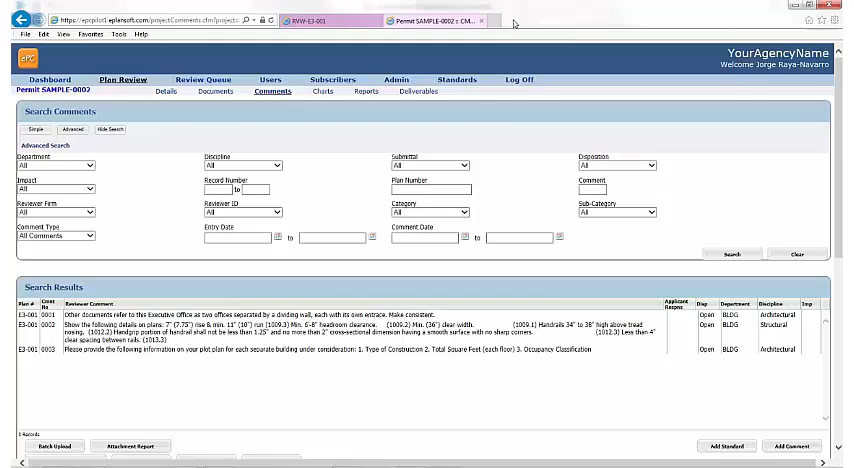 https://epcpilot1.eplansoft.com/projectComments.cfm?project=
RVW-E3-001
Permit SAMPLE-0002 :: CM...
File Edit View Favorites Tools Help
ePC
YourAgencyName
Welcome Jorge Raya-Navarro
Dashboard Plan Review Review Queue Users Subscribers Admin Standards Log Off
Permit SAMPLE-0002 Details Documents Comments Charts Reports Deliverables
Search Comments
Simple Advanced Hide Search
Advanced Search
Department Discipline Submittal Disposition
All All All All
Impact Record Number Plan Number Comment
All to
Reviewer Firm Reviewer ID Category Sub-Category
All All All All
Comment Type Entry Date Comment Date
All Comments to to
Search Clear
Search Results
Plan # Cmnt No Reviewer Comment Applicant Respns Disp Department Discipline Imp
E3-001 0001 Other documents refer to this Executive Office as two offices separated by a dividing wall, each with its own entrace. Make consistent. Open BLDG Architectural
E3-001 0002 Show the following details on plans: 7" (7.75") rise & min. 11" (10") run (1009.3) Min. 6'-8" headroom clearance. (1009.2) Min. (36") clear width. (1009.1) Handrails 34" to 38" high above tread Open BLDG Structural
nosing. (1012.2) Handgrip portion of handrail shall not be less than 1.25" and no more than 2" cross-sectional dimension having a smooth surface with no sharp corners. (1012.3) Less than 4"
clear spacing between rails. (1013.3)
E3-001 0003 Please provide the following information on your plot plan for each separate building under consideration: 1. Type of Construction 2. Total Square Feet (each floor) 3. Occupancy Classification Open BLDG Architectural
Records
Batch Upload Attachment Report Add Standard Add Comment